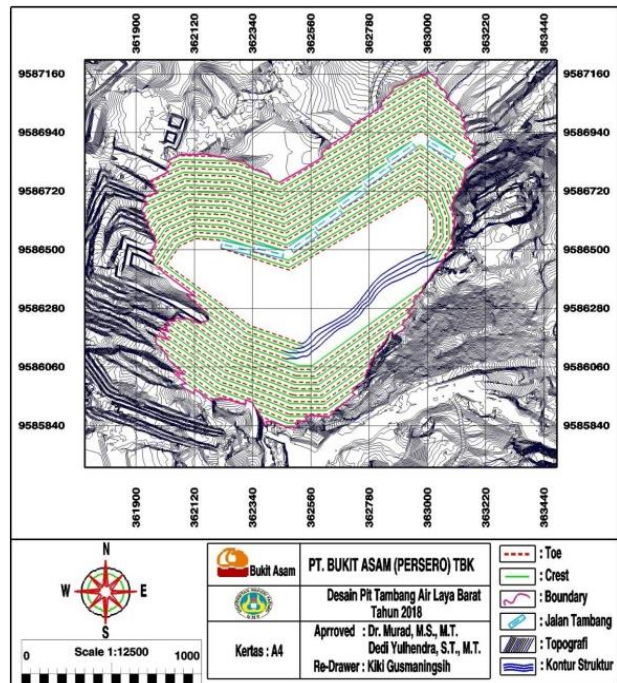 361900 362120 362340 362560 362780 363000 363220 363440
9587160 9587160
9586940 9586940
9586720 9586720
9586500 9586500
9586280 9586280
9586060 9586060
9585840 9585840
361900 362120 362340 362560 362780 363000 363220 363440
N
W E
S
Scale 1:12500
0 1000
Bukit Asam
PT. BUKIT ASAM (PERSERO) TBK
Desain Pit Tambang Air Laya Barat
Tahun 2018
Kertas : A4
Aprroved : Dr. Murad, M.S., M.T.
Dedi Yulhendra, S.T., M.T.
Re-Drawer : Kiki Gusmaningsih
: Toe
: Crest
: Boundary
: Jalan Tambang
: Topografi
: Kontur Struktur